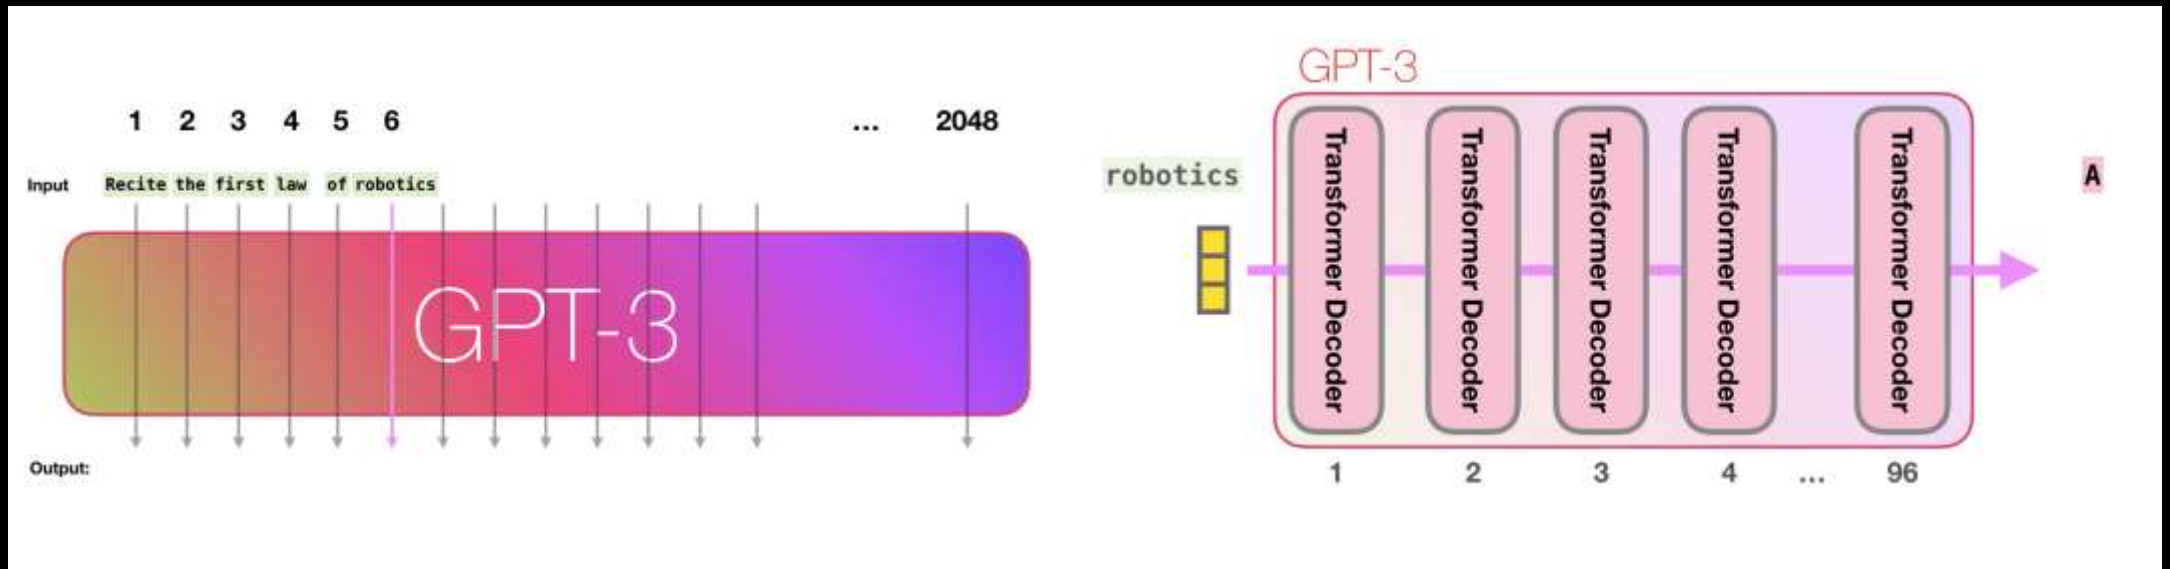 1 2 3 4 5 6 ... 2048
Input Recite the first law of robotics
GPT-3
Output:
GPT-3
robotics
Transformer Decoder
Transformer Decoder
Transformer Decoder
Transformer Decoder
Transformer Decoder
A
1 2 3 4 ... 96